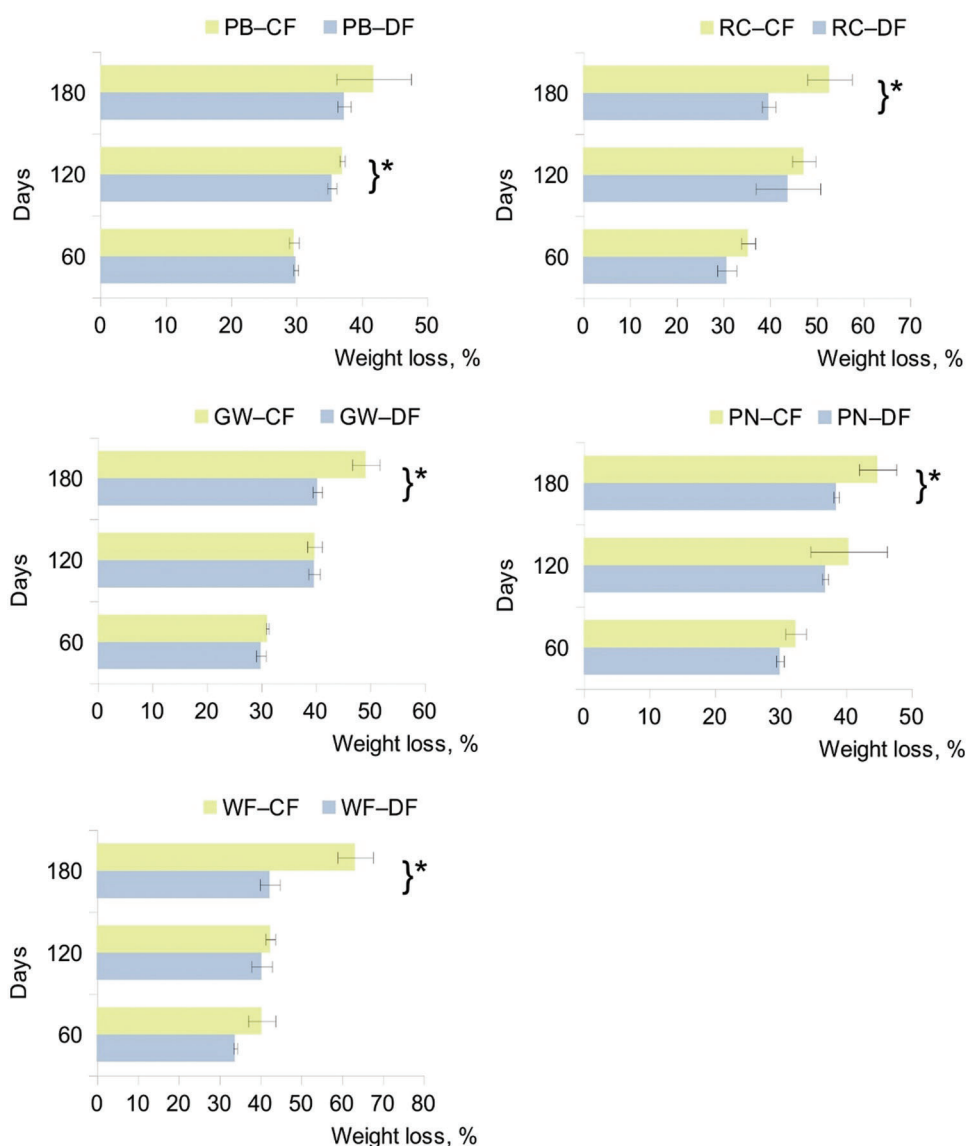 PB–CF PB–DF
Days
180
120
}*
60
0 10 20 30 40 50
Weight loss, %
RC–CF RC–DF
Days
180
}*
120
60
0 10 20 30 40 50 60 70
Weight loss, %
GW–CF GW–DF
Days
180
}*
120
60
0 10 20 30 40 50 60
Weight loss, %
PN–CF PN–DF
Days
180
}*
120
60
0 10 20 30 40 50
Weight loss, %
WF–CF WF–DF
Days
180
}*
120
60
0 10 20 30 40 50 60 70 80
Weight loss, %